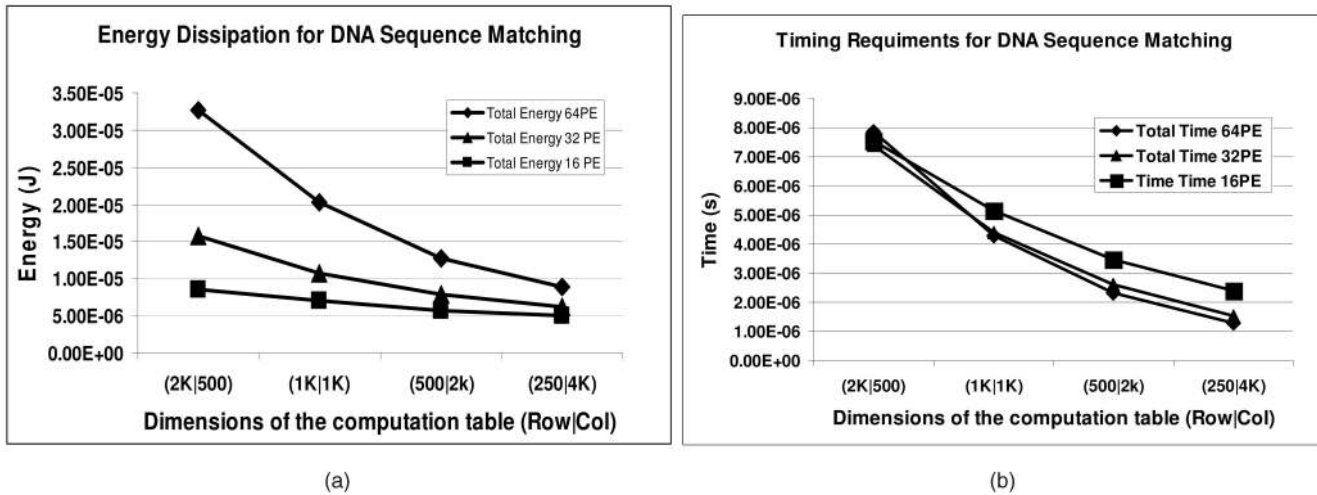 Energy Dissipation for DNA Sequence Matching
3.50E-05
3.00E-05
2.50E-05
2.00E-05
1.50E-05
1.00E-05
5.00E-06
0.00E+00
Energy (J)
Total Energy 64PE
Total Energy 32 PE
Total Energy 16 PE
(2K|500)
(1K|1K)
(500|2k)
(250|4K)
Dimensions of the computation table (Row|Col)
(a)
Timing Requiments for DNA Sequence Matching
9.00E-06
8.00E-06
7.00E-06
6.00E-06
5.00E-06
4.00E-06
3.00E-06
2.00E-06
1.00E-06
0.00E+00
Time (s)
Total Time 64PE
Total Time 32PE
Time Time 16PE
(2K|500)
(1K|1K)
(500|2k)
(250|4K)
Dimensions of the computation table (Row|Col)
(b)